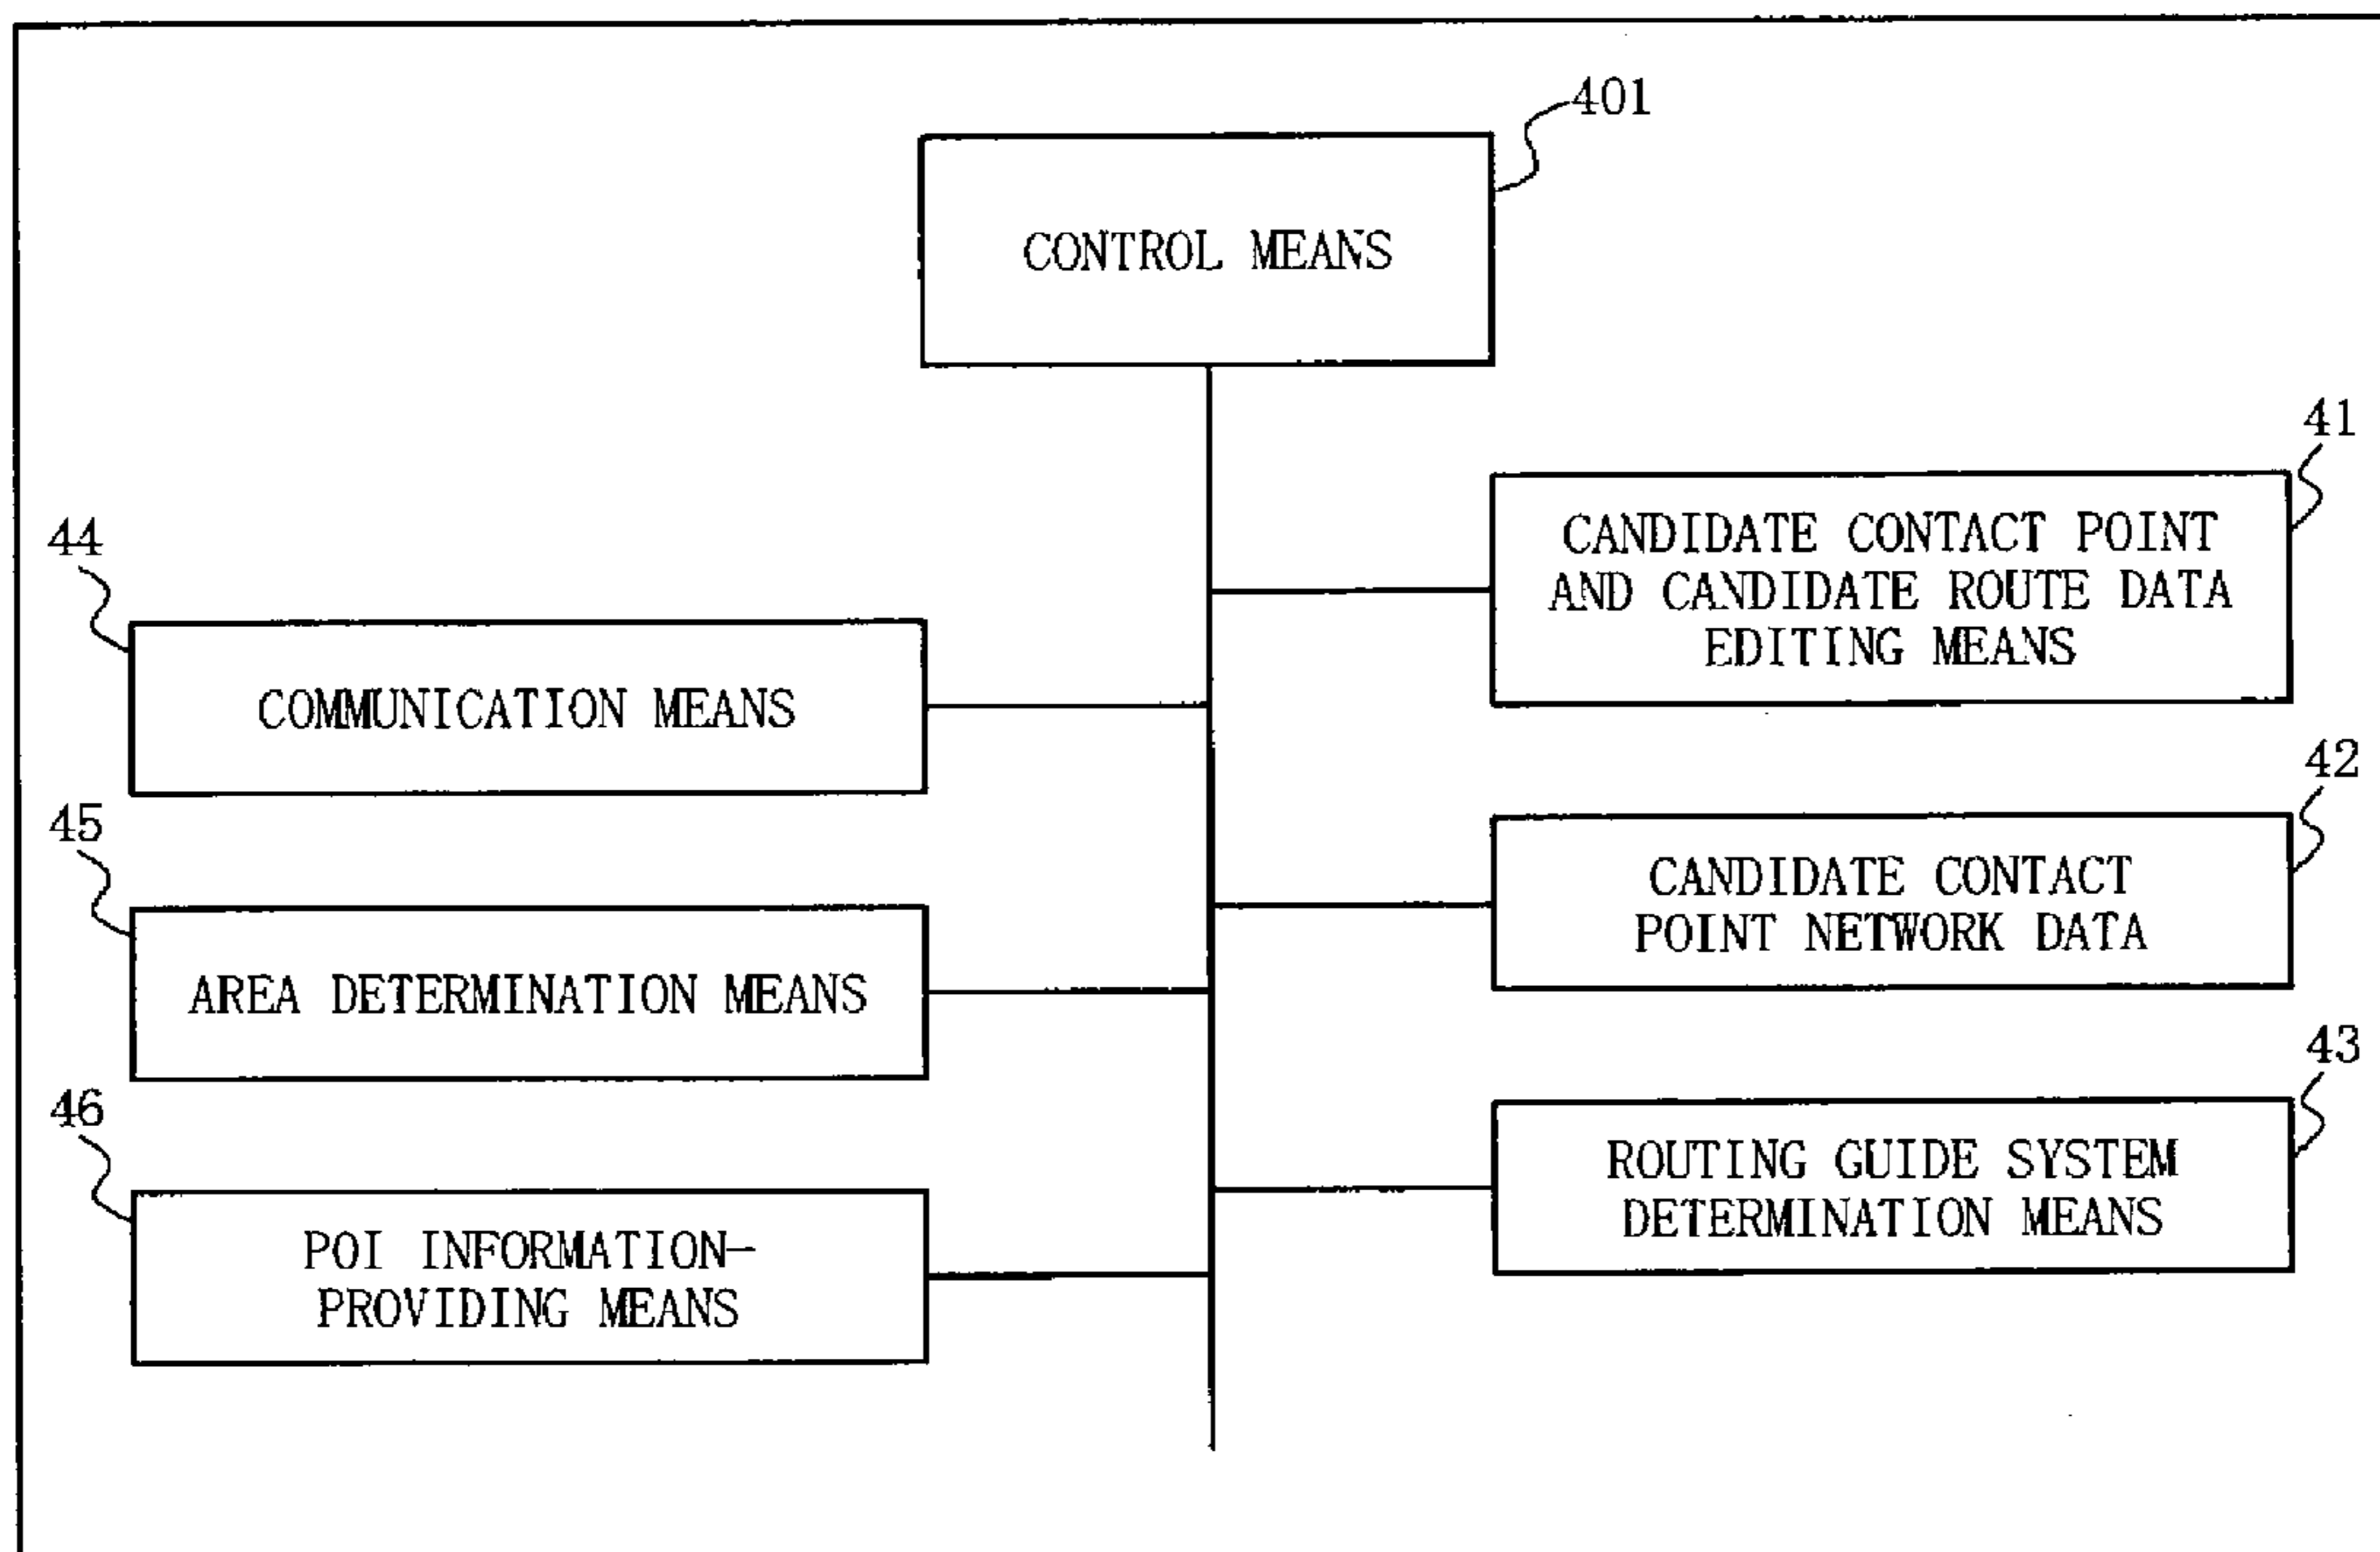 401
CONTROL MEANS
41
CANDIDATE CONTACT POINT
AND CANDIDATE ROUTE DATA
EDITING MEANS
44
COMMUNICATION MEANS
42
CANDIDATE CONTACT
POINT NETWORK DATA
45
AREA DETERMINATION MEANS
43
ROUTING GUIDE SYSTEM
DETERMINATION MEANS
46
POI INFORMATION-
PROVIDING MEANS